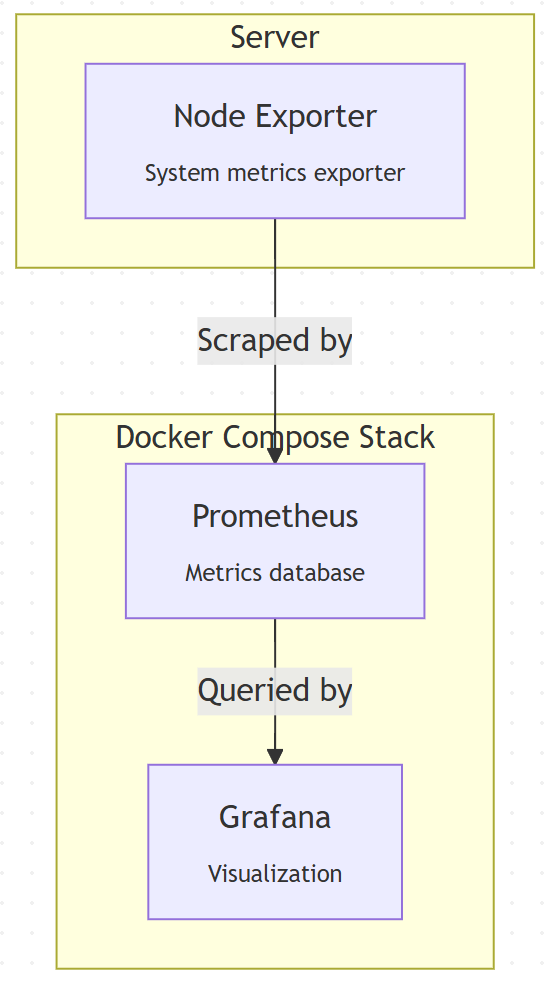 Server
Node Exporter
System metrics exporter
Scraped by
Docker Compose Stack
Prometheus
Metrics database
Queried by
Grafana
Visualization